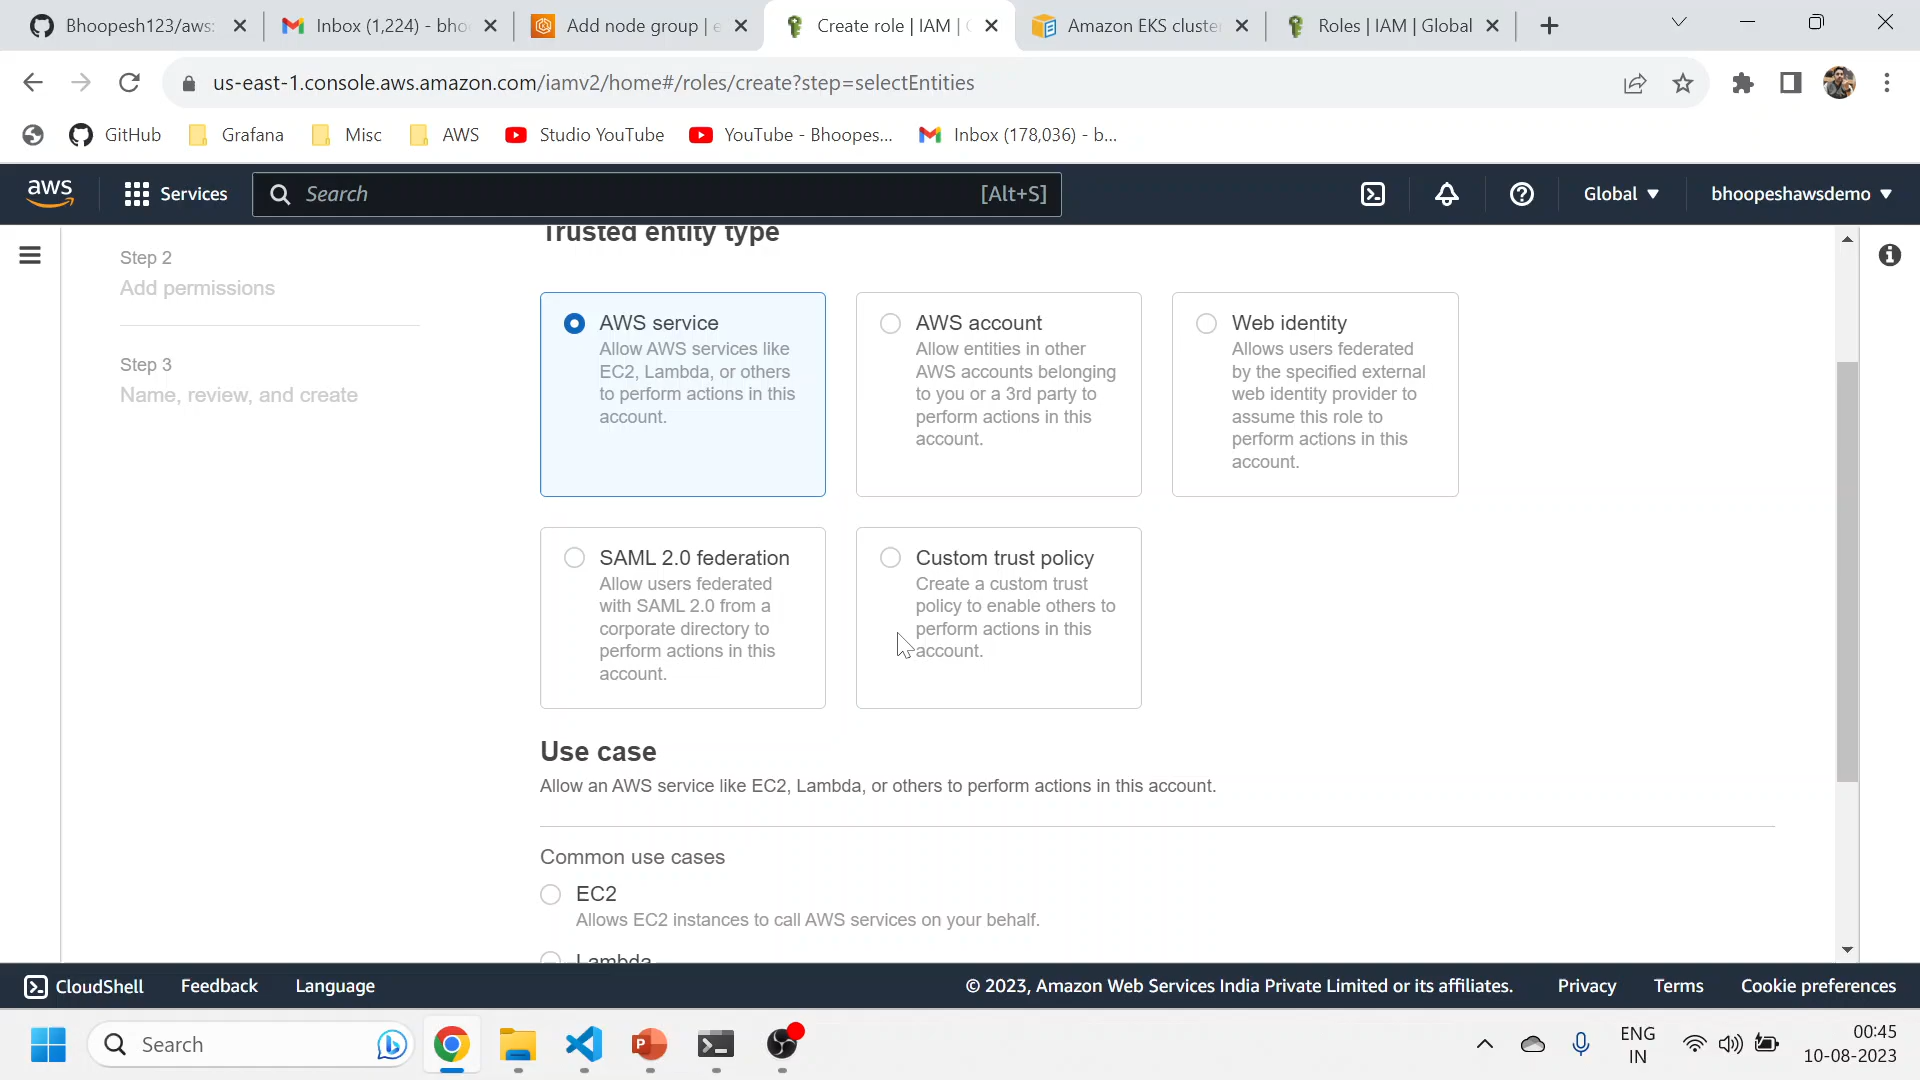 Bhoopesh123/aws:
Inbox (1,224) - bho
Add node group | e
Create role | IAM |
Amazon EKS cluste
Roles | IAM | Global
us-east-1.console.aws.amazon.com/iamv2/home#/roles/create?step=selectEntities
GitHub
Grafana
Misc
AWS
Studio YouTube
YouTube - Bhoopes...
Inbox (178,036) - b...
aws
Services
Search
[Alt+S]
Global
bhoopeshawsdemo
Step 2
Add permissions
Step 3
Name, review, and create
Trusted entity type
AWS service
Allow AWS services like
EC2, Lambda, or others
to perform actions in this
account.
AWS account
Allow entities in other
AWS accounts belonging
to you or a 3rd party to
perform actions in this
account.
Web identity
Allows users federated
by the specified external
web identity provider to
assume this role to
perform actions in this
account.
SAML 2.0 federation
Allow users federated
with SAML 2.0 from a
corporate directory to
perform actions in this
account.
Custom trust policy
Create a custom trust
policy to enable others to
perform actions in this
account.
Use case
Allow an AWS service like EC2, Lambda, or others to perform actions in this account.
Common use cases
EC2
Allows EC2 instances to call AWS services on your behalf.
Lambda
CloudShell
Feedback
Language
© 2023, Amazon Web Services India Private Limited or its affiliates.
Privacy
Terms
Cookie preferences
Search
ENG
IN
00:45
10-08-2023